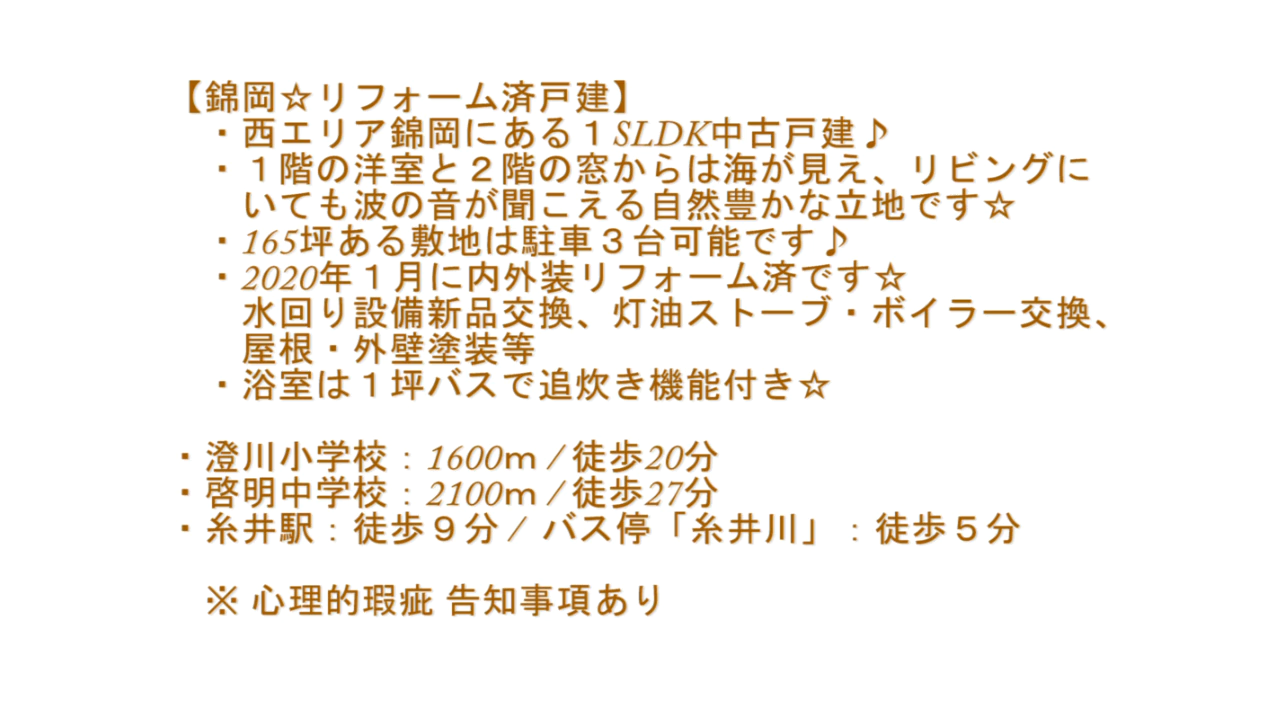 【錦岡☆リフォーム済戸建】
・西エリア錦岡にある１SLDK中古戸建♪
・１階の洋室と２階の窓からは海が見え、リビングに
いても波の音が聞こえる自然豊かな立地です☆
・165坪ある敷地は駐車３台可能です♪
・2020年１月に内外装リフォーム済です☆
水回り設備新品交換、灯油ストーブ・ボイラー交換、
屋根・外壁塗装等
・浴室は１坪バスで追炊き機能付き☆
・澄川小学校：1600ｍ／徒歩20分
・啓明中学校：2100ｍ／徒歩27分
・糸井駅：徒歩９分／ バス停「糸井川」：徒歩５分
※ 心理的瑕疵 告知事項あり